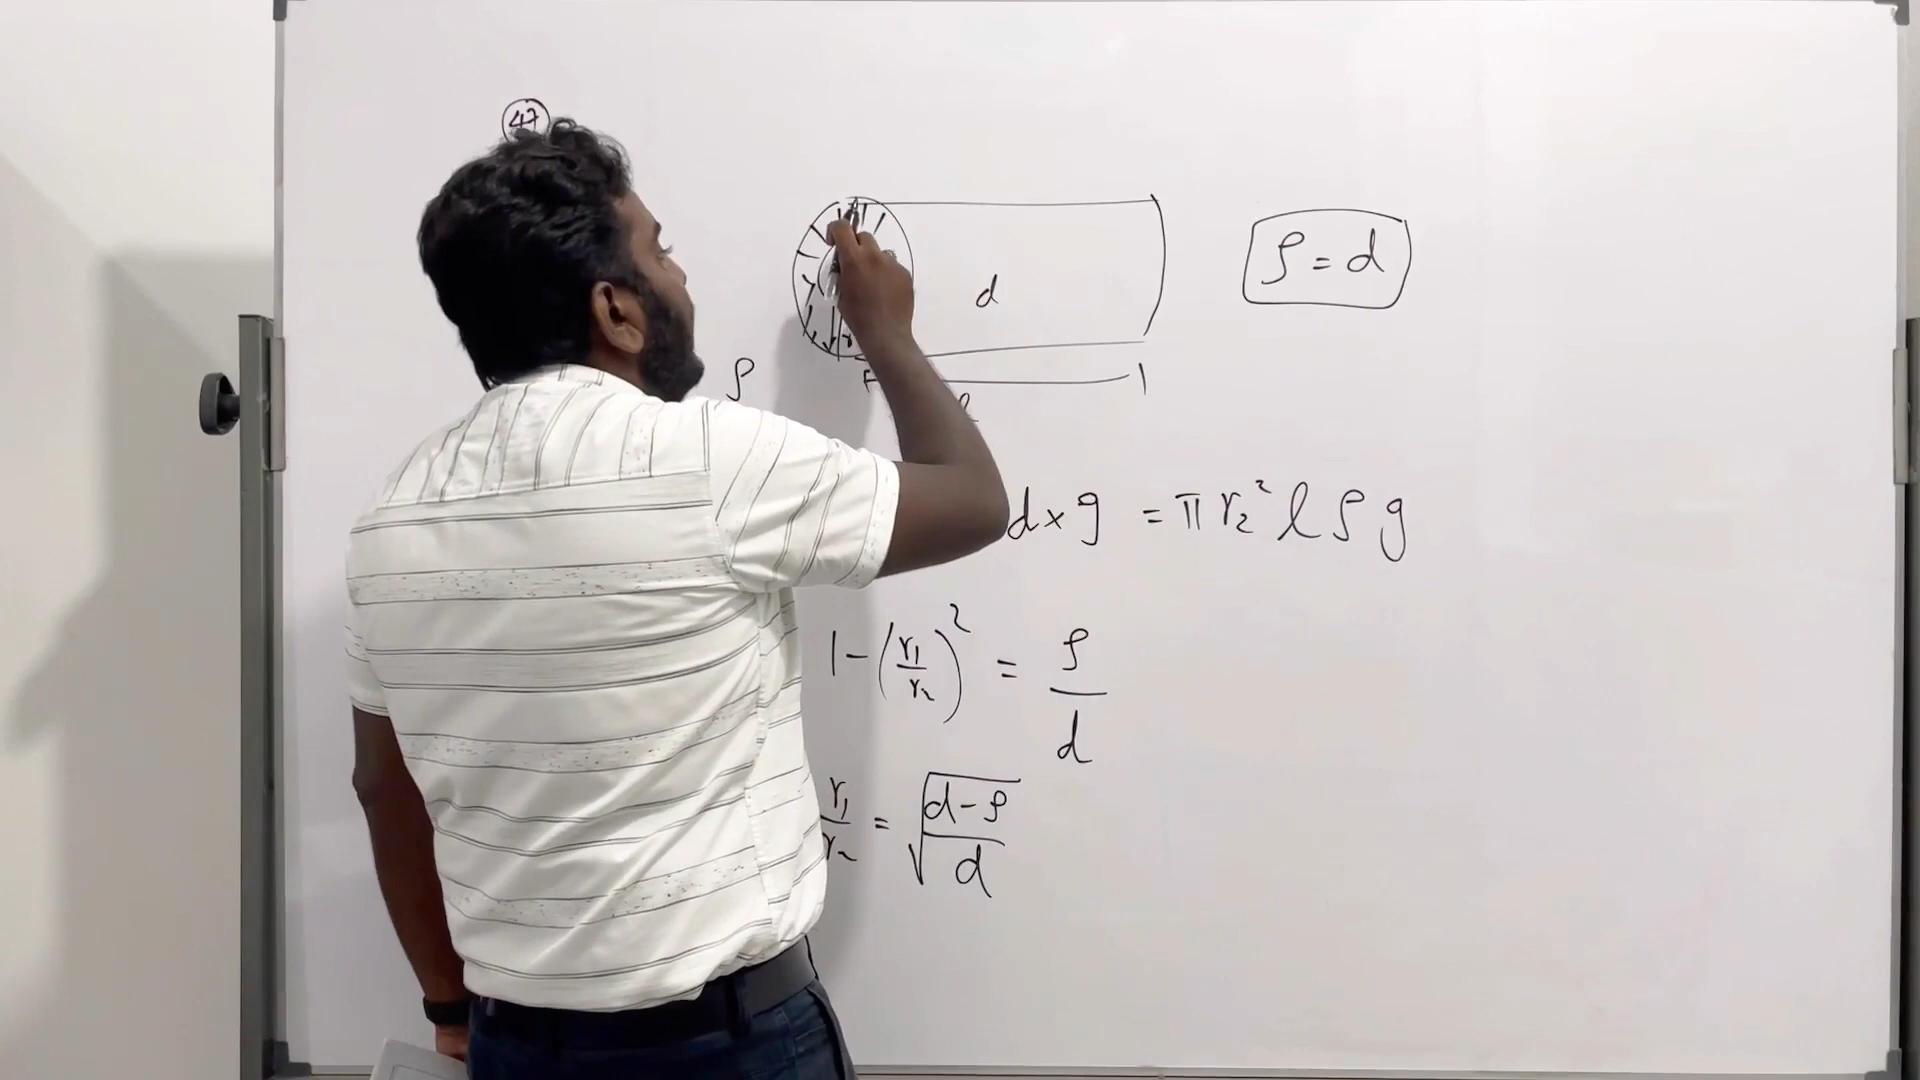 47
ρ = d
d
r
ρ
l
d × g = π r₂² l ρ g
1 - (r₁/r₂)² = ρ/d
r₁/r₂ = √((d - ρ)/d)